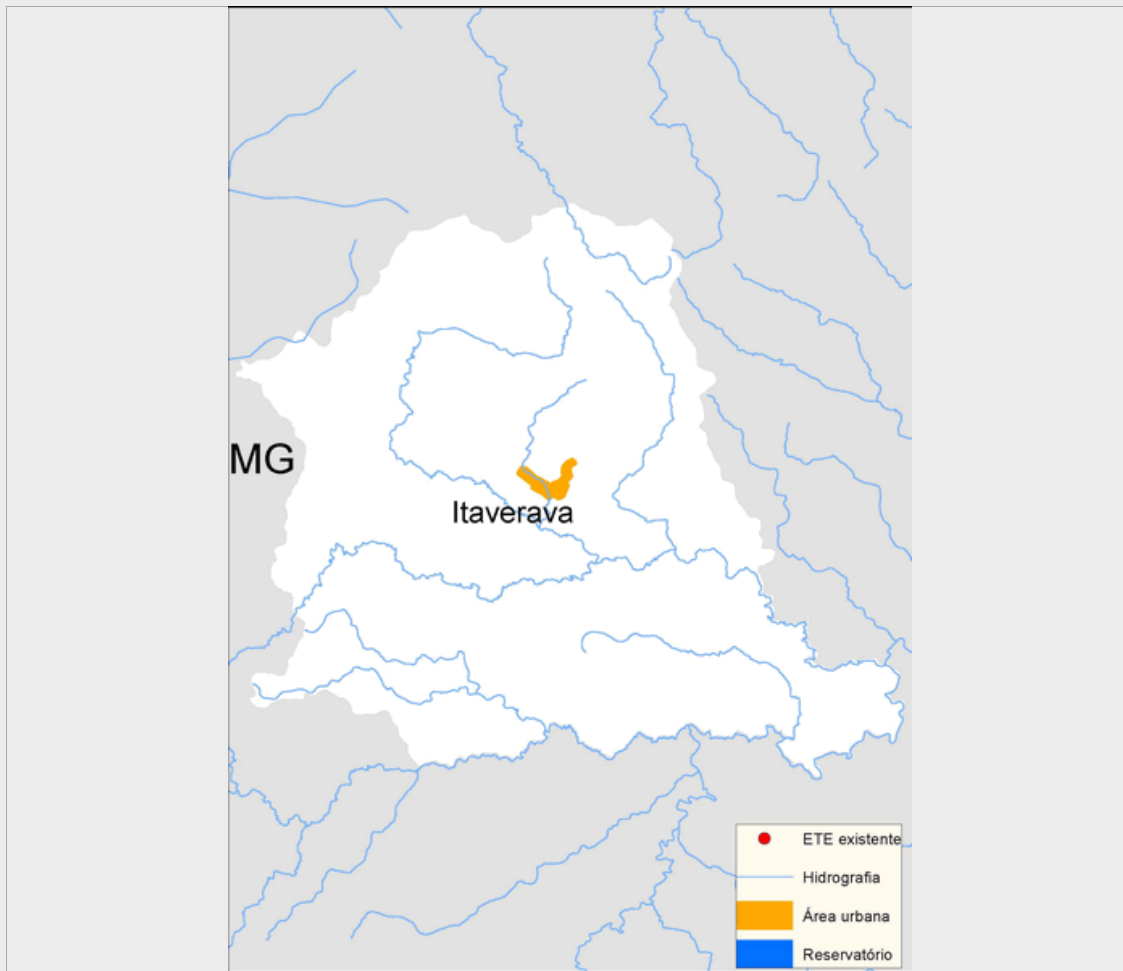 MG
Itaverava
ETE existente
Hidrografia
Área urbana
Reservatório